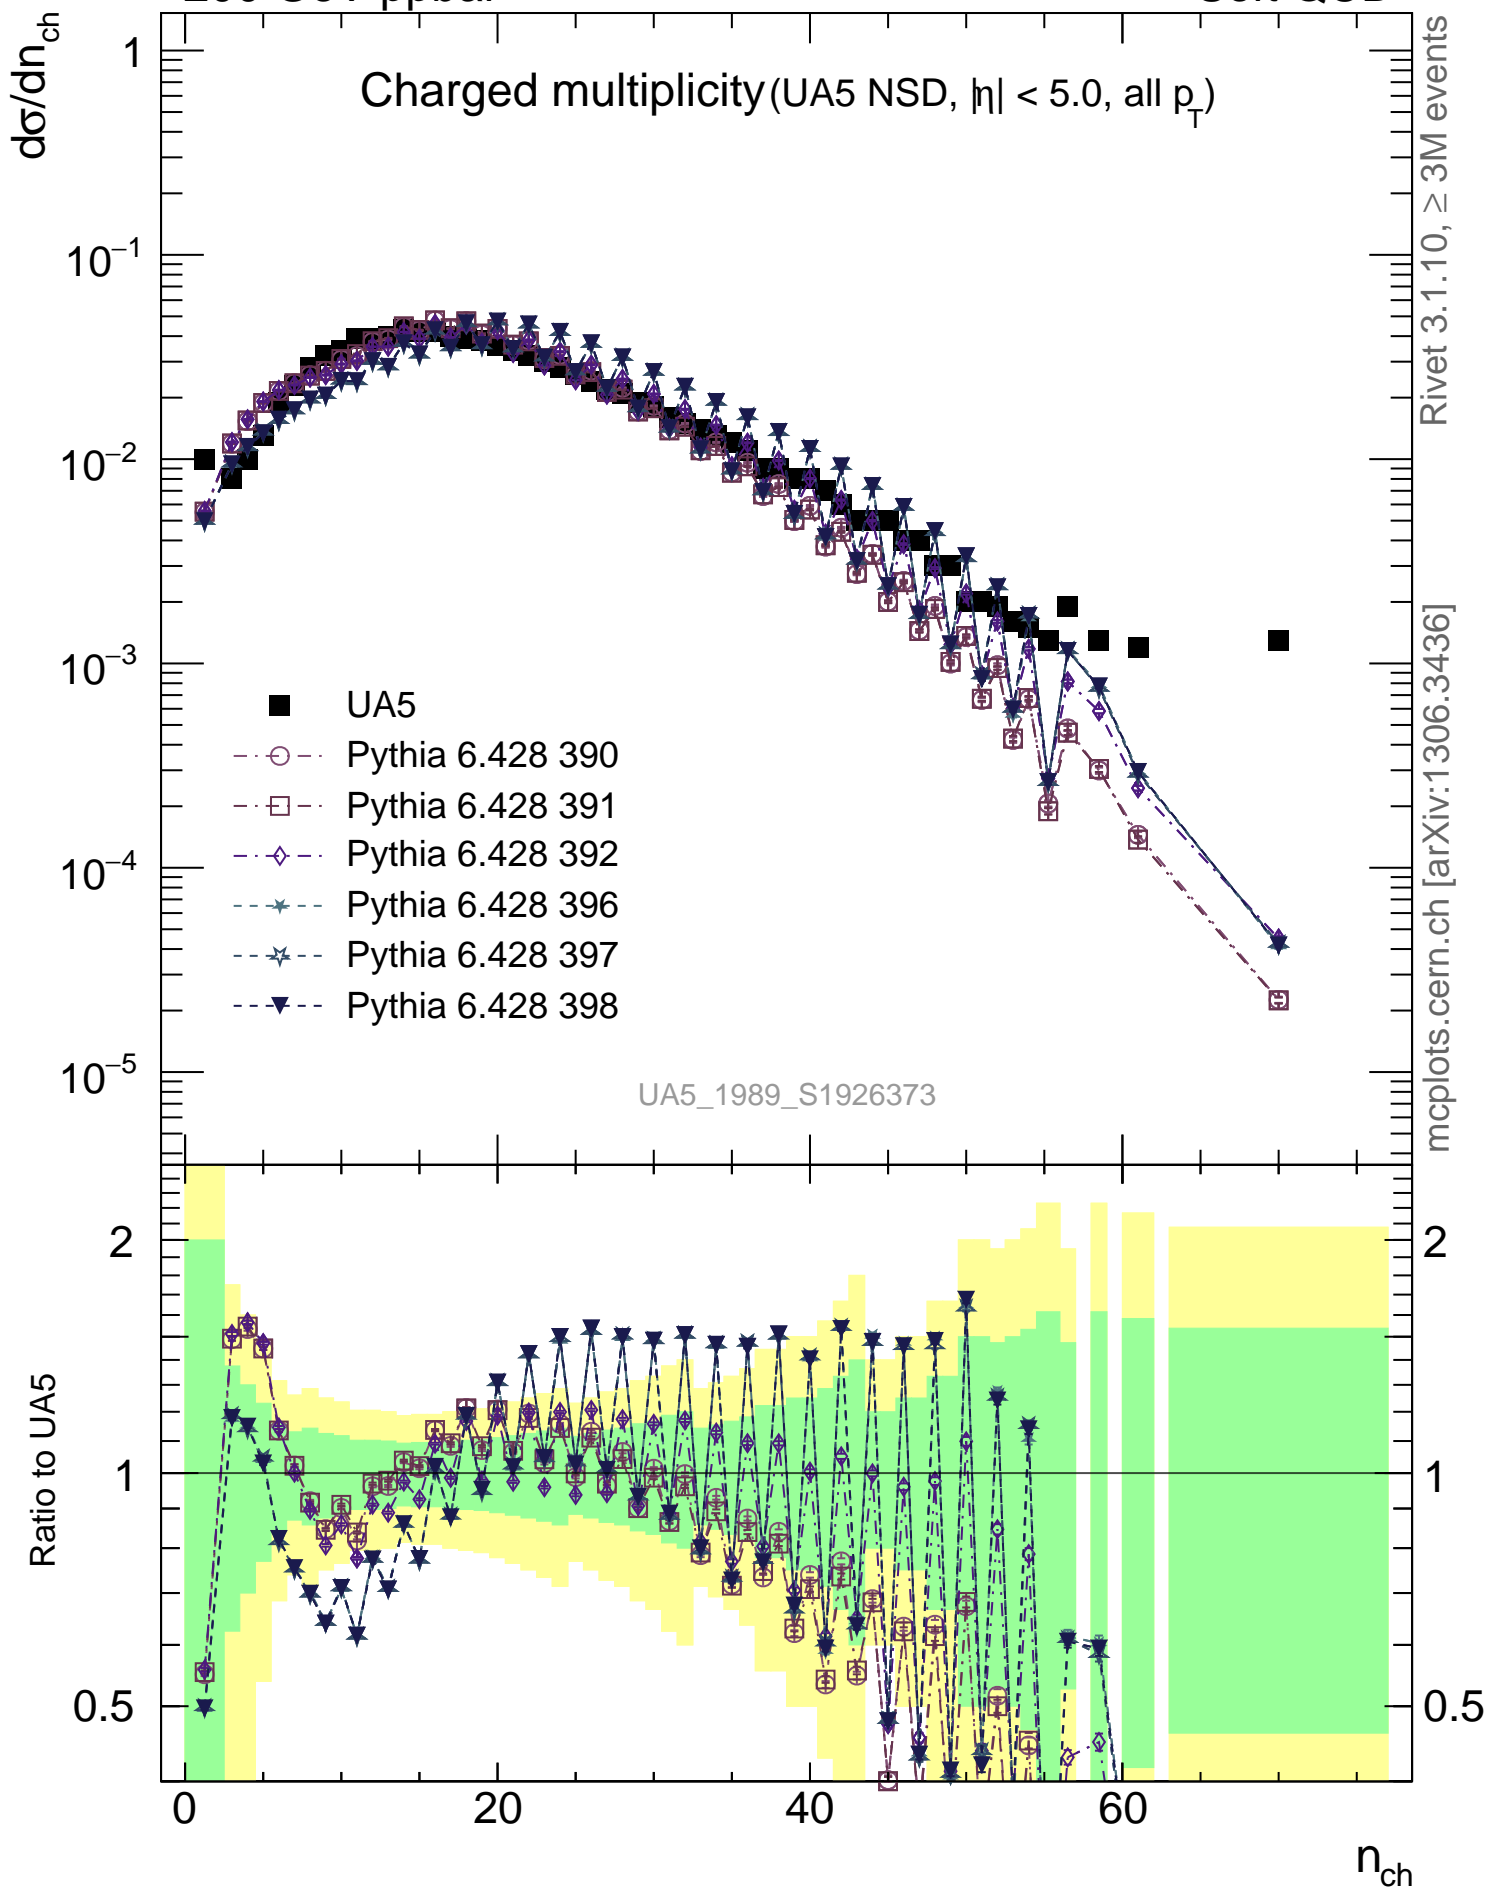 dσ/dn_ch
Charged multiplicity (UA5 NSD, |η| < 5.0, all p_T)
1
10⁻¹
10⁻²
10⁻³
10⁻⁴
10⁻⁵
UA5
Pythia 6.428 390
Pythia 6.428 391
Pythia 6.428 392
Pythia 6.428 396
Pythia 6.428 397
Pythia 6.428 398
UA5_1989_S1926373
Rivet 3.1.10, ≥ 3M events
mcplots.cern.ch [arXiv:1306.3436]
Ratio to UA5
2
1
0.5
2
1
0.5
0 20 40 60
n_ch